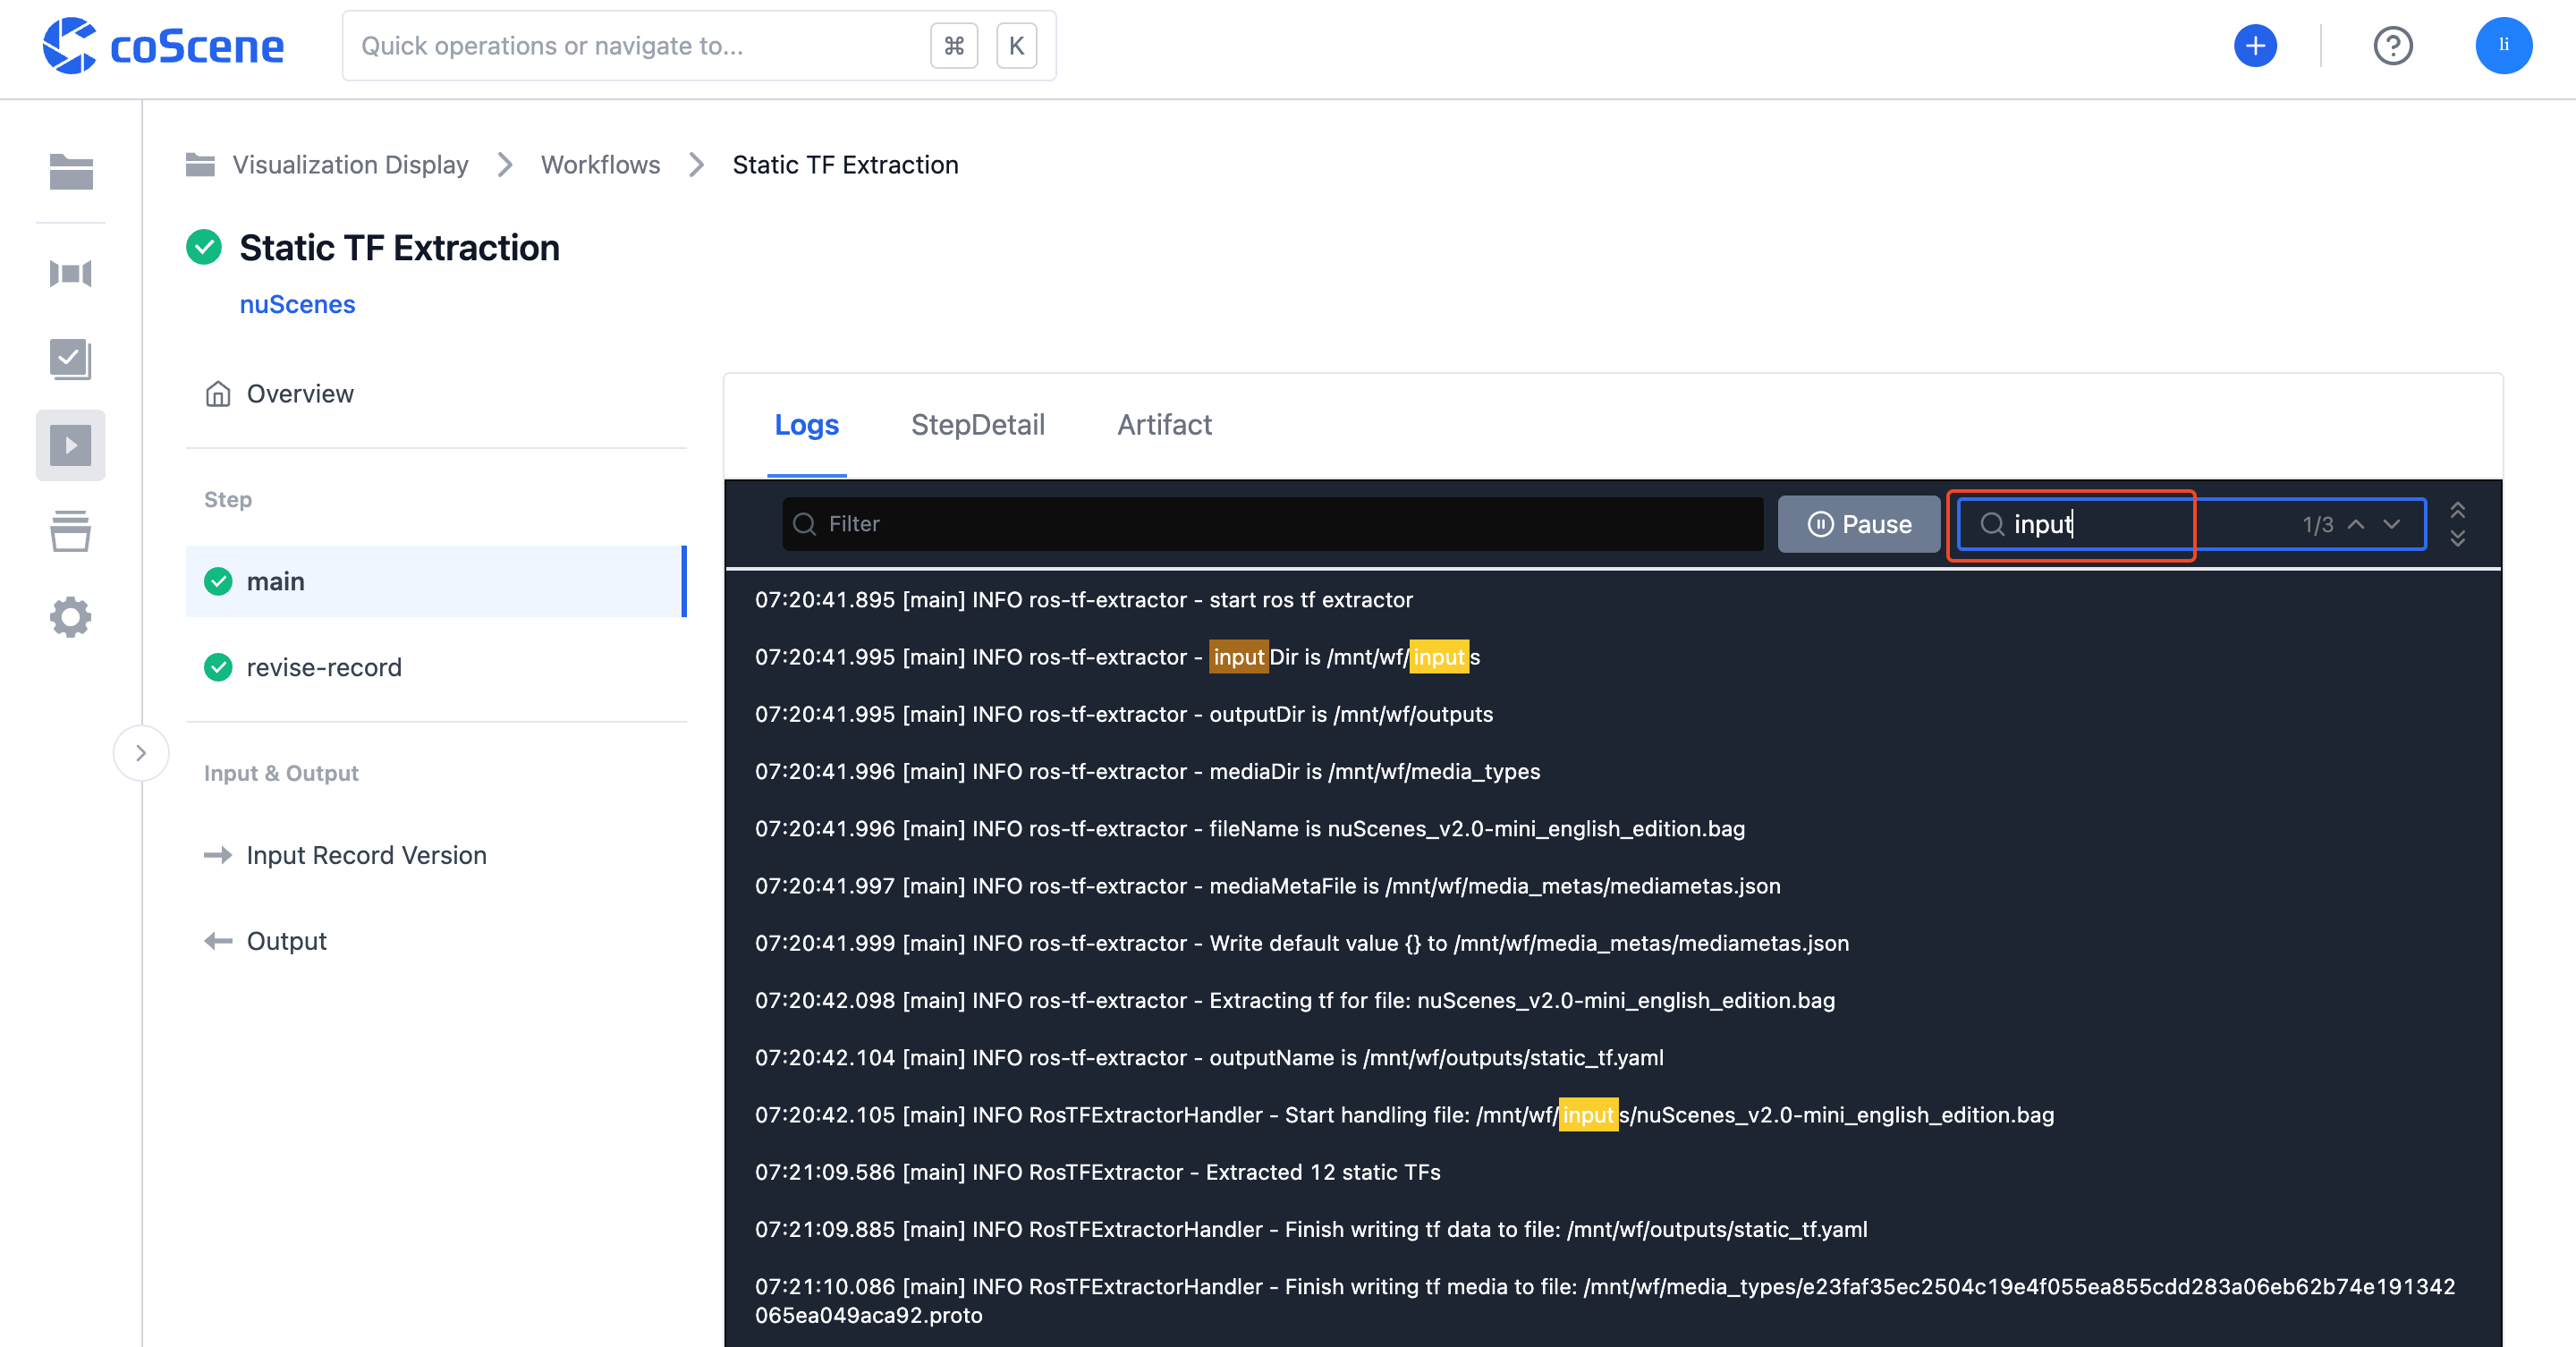 coScene
Quick operations or navigate to...
⌘ K
li
Visualization Display
Workflows
Static TF Extraction
Static TF Extraction
nuScenes
Overview
Step
main
revise-record
Input & Output
Input Record Version
Output
Logs
StepDetail
Artifact
Filter
Pause
input
1/3
07:20:41.895 [main] INFO ros-tf-extractor - start ros tf extractor
07:20:41.995 [main] INFO ros-tf-extractor - inputDir is /mnt/wf/inputs
07:20:41.995 [main] INFO ros-tf-extractor - outputDir is /mnt/wf/outputs
07:20:41.996 [main] INFO ros-tf-extractor - mediaDir is /mnt/wf/media_types
07:20:41.996 [main] INFO ros-tf-extractor - fileName is nuScenes_v2.0-mini_english_edition.bag
07:20:41.997 [main] INFO ros-tf-extractor - mediaMetaFile is /mnt/wf/media_metas/mediametas.json
07:20:41.999 [main] INFO ros-tf-extractor - Write default value {} to /mnt/wf/media_metas/mediametas.json
07:20:42.098 [main] INFO ros-tf-extractor - Extracting tf for file: nuScenes_v2.0-mini_english_edition.bag
07:20:42.104 [main] INFO ros-tf-extractor - outputName is /mnt/wf/outputs/static_tf.yaml
07:20:42.105 [main] INFO RosTFExtractorHandler - Start handling file: /mnt/wf/inputs/nuScenes_v2.0-mini_english_edition.bag
07:21:09.586 [main] INFO RosTFExtractor - Extracted 12 static TFs
07:21:09.885 [main] INFO RosTFExtractorHandler - Finish writing tf data to file: /mnt/wf/outputs/static_tf.yaml
07:21:10.086 [main] INFO RosTFExtractorHandler - Finish writing tf media to file: /mnt/wf/media_types/e23faf35ec2504c19e4f055ea855cdd283a06eb62b74e191342
065ea049aca92.proto